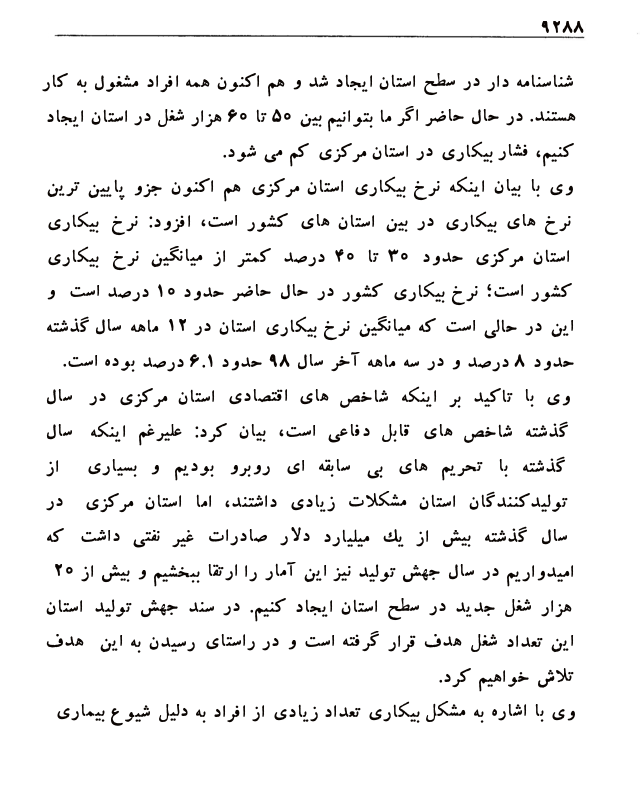 ۹۲۸۸
شناسنامه دار در سطح استان ایجاد شد و هم اکنون همه افراد مشغول به کار
هستند. در حال حاضر اگر ما بتوانیم بین ۵۰ تا ۶۰ هزار شغل در استان ایجاد
کنیم، فشار بیکاری در استان مرکزی کم می شود.
وی با بیان اینکه نرخ بیکاری استان مرکزی هم اکنون جزو پایین ترین
نرخ های بیکاری در بین استان های کشور است، افزود: نرخ بیکاری
استان مرکزی حدود ۳۰ تا ۴۰ درصد کمتر از میانگین نرخ بیکاری
کشور است؛ نرخ بیکاری کشور در حال حاضر حدود ۱۰ درصد است و
این در حالی است که میانگین نرخ بیکاری استان در ۱۲ ماهه سال گذشته
حدود ۸ درصد و در سه ماهه آخر سال ۹۸ حدود ۶.۱ درصد بوده است.
وی با تاکید بر اینکه شاخص های اقتصادی استان مرکزی در سال
گذشته شاخص های قابل دفاعی است، بیان کرد: علیرغم اینکه سال
گذشته با تحریم های بی سابقه ای روبرو بودیم و بسیاری از
تولیدکنندگان استان مشکلات زیادی داشتند، اما استان مرکزی در
سال گذشته بیش از یك میلیارد دلار صادرات غیر نفتی داشت که
امیدواریم در سال جهش تولید نیز این آمار را ارتقا ببخشیم و بیش از ۲۰
هزار شغل جدید در سطح استان ایجاد کنیم. در سند جهش تولید استان
این تعداد شغل هدف قرار گرفته است و در راستای رسیدن به این هدف
تلاش خواهیم کرد.
وی با اشاره به مشکل بیکاری تعداد زیادی از افراد به دلیل شیوع بیماری